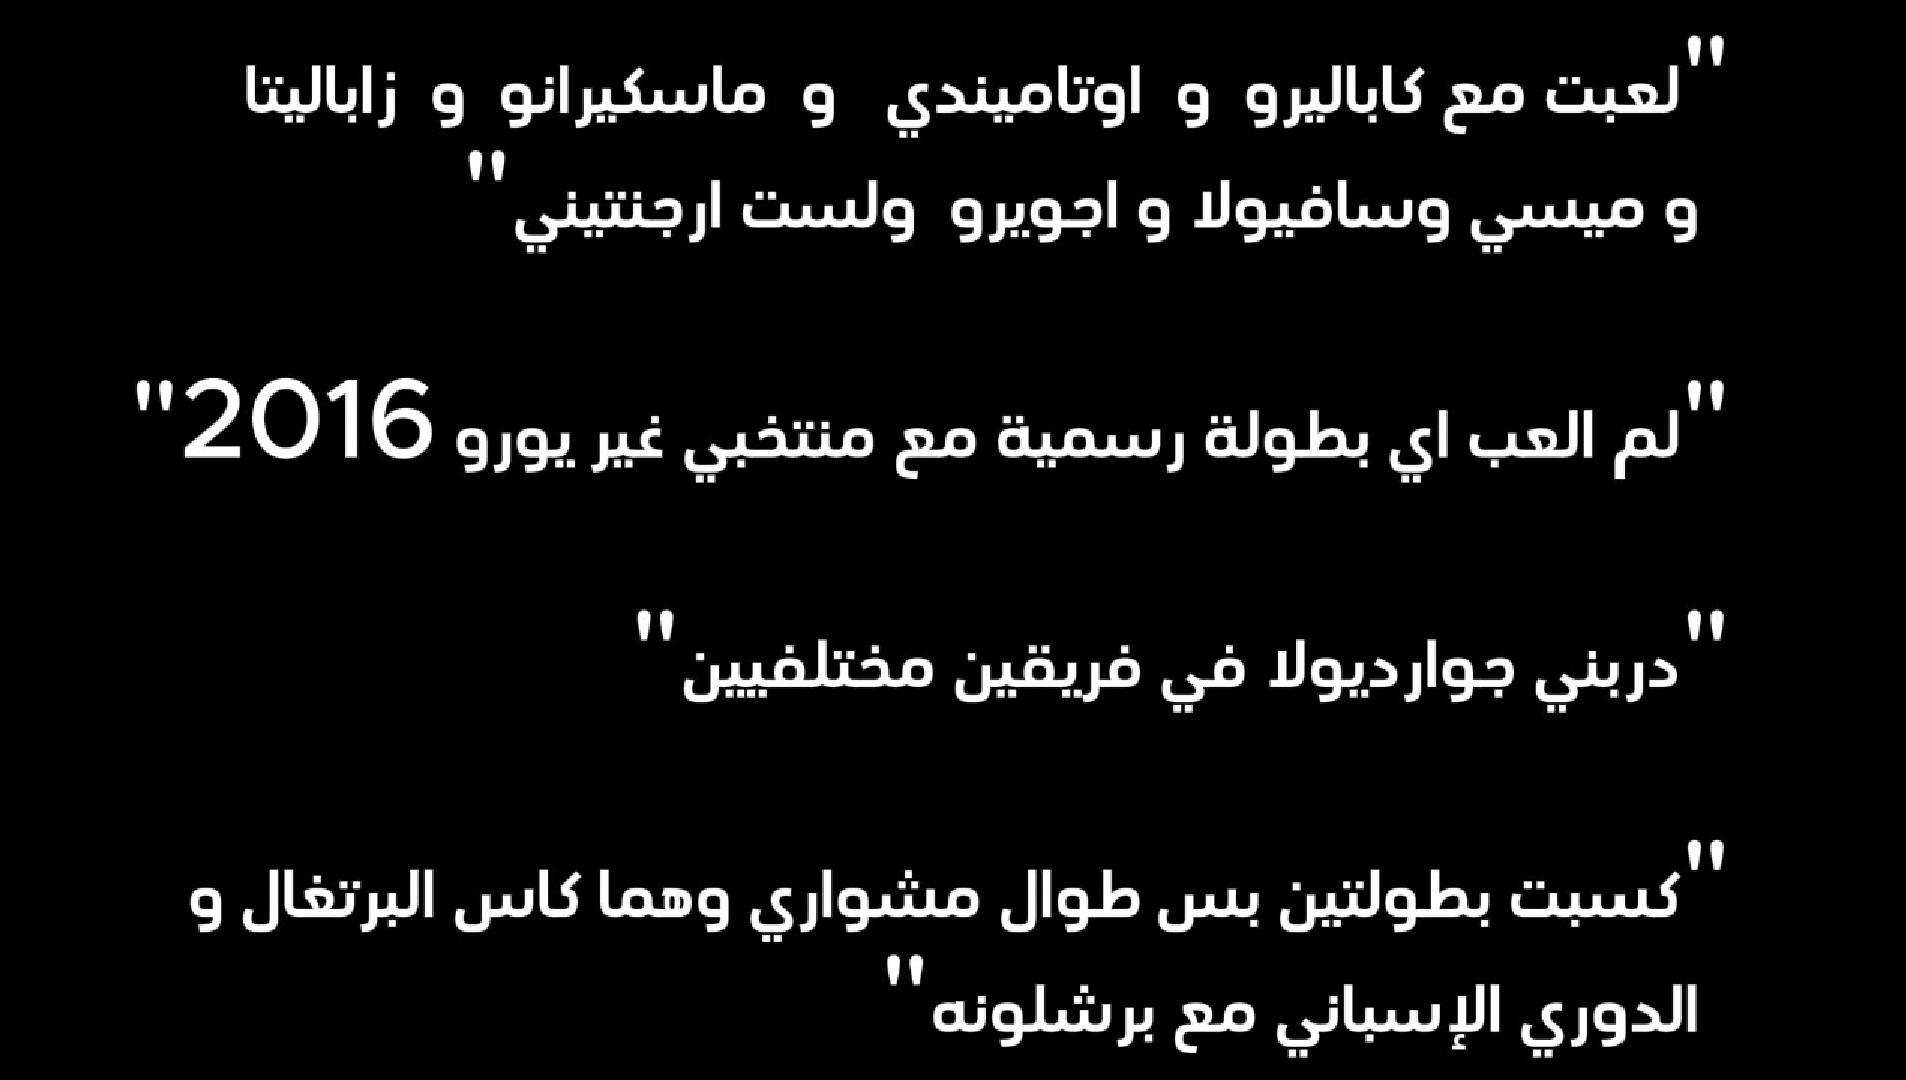 "لعبت مع كاباليرو و اوتاميندي و ماسكيرانو و زاباليتا
و ميسي وسافيولا و اجويرو ولست ارجنتيني"
"لم العب اي بطولة رسمية مع منتخبي غير يورو 2016"
"دربني جوارديولا في فريقين مختلفيين"
"كسبت بطولتين بس طوال مشواري وهما كاس البرتغال و
الدوري الإسباني مع برشلونه"